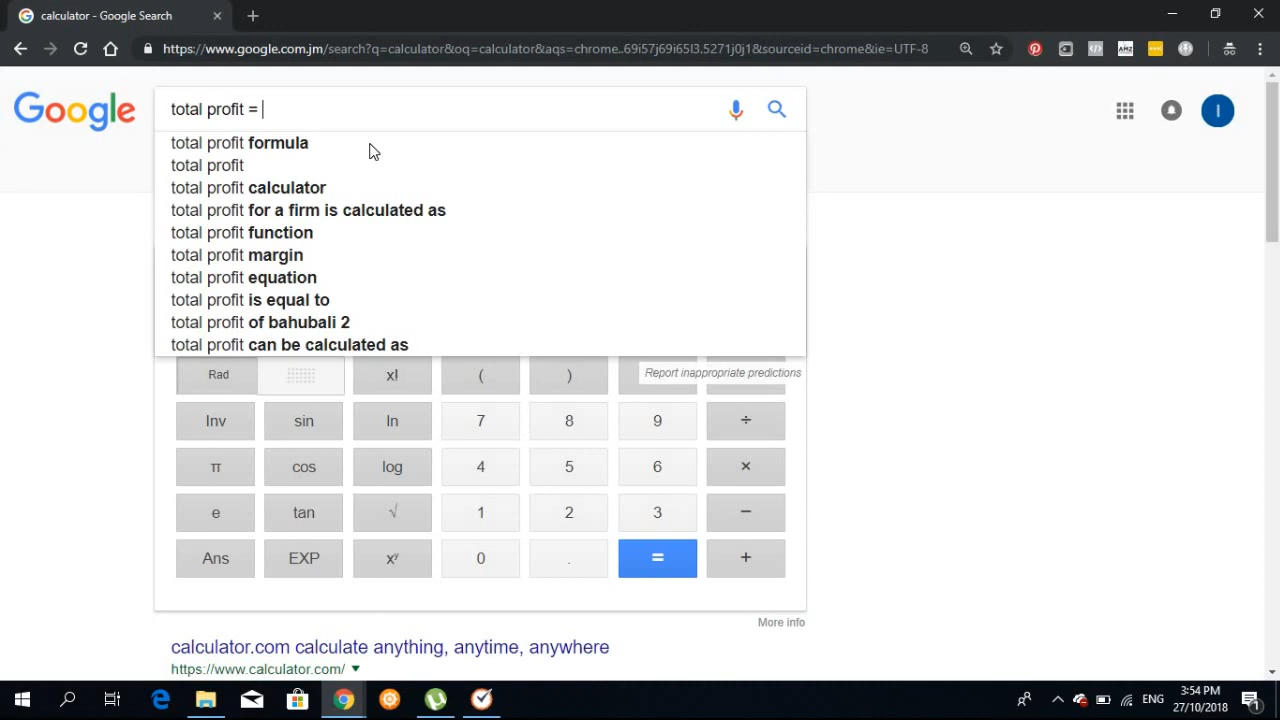 calculator - Google Search
https://www.google.com.jm/search?q=calculator&oq=calculator&aqs=chrome..69i57j69i65l3.5271j0j1&sourceid=chrome&ie=UTF-8
Google
total profit =
I
total profit formula
total profit
total profit calculator
total profit for a firm is calculated as
total profit function
total profit margin
total profit equation
total profit is equal to
total profit of bahubali 2
total profit can be calculated as
Report inappropriate predictions
Rad x! ( )
Inv sin ln 7 8 9 ÷
π cos log 4 5 6 ×
e tan √ 1 2 3 −
Ans EXP xʸ 0 . = +
More info
calculator.com calculate anything, anytime, anywhere
https://www.calculator.com/
ENG
3:54 PM
27/10/2018
1